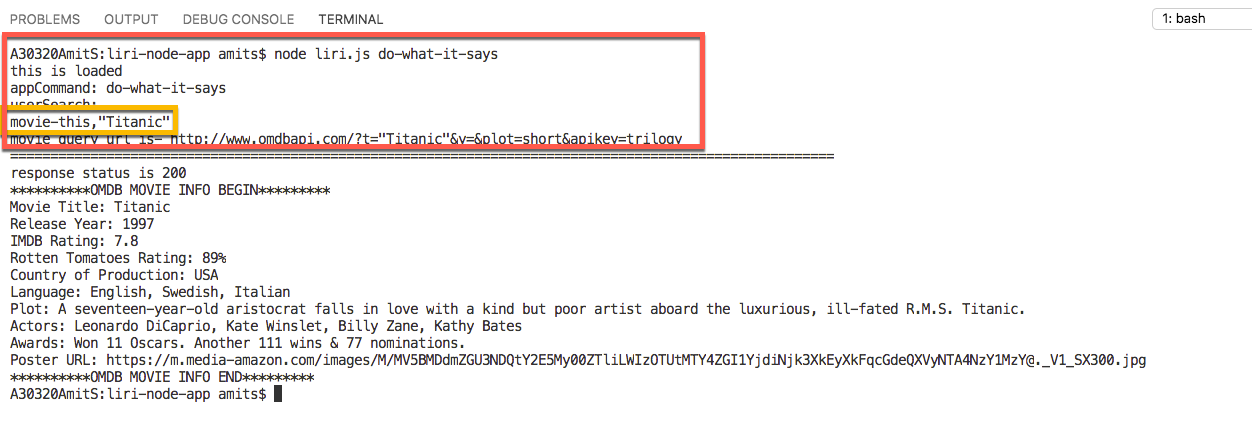 PROBLEMS OUTPUT DEBUG CONSOLE TERMINAL 1: bash
A30320AmitS:liri-node-app amits$ node liri.js do-what-it-says
this is loaded
appCommand: do-what-it-says
userSearch:
movie-this,"Titanic"
movie query url is- http://www.omdbapi.com/?t="Titanic"&y=&plot=short&apikey=trilogy
========================================================================================================
response status is 200
**********OMDB MOVIE INFO BEGIN*********
Movie Title: Titanic
Release Year: 1997
IMDB Rating: 7.8
Rotten Tomatoes Rating: 89%
Country of Production: USA
Language: English, Swedish, Italian
Plot: A seventeen-year-old aristocrat falls in love with a kind but poor artist aboard the luxurious, ill-fated R.M.S. Titanic.
Actors: Leonardo DiCaprio, Kate Winslet, Billy Zane, Kathy Bates
Awards: Won 11 Oscars. Another 111 wins & 77 nominations.
Poster URL: https://m.media-amazon.com/images/M/MV5BMDdmZGU3NDQtY2E5My00ZTliLWIzOTUtMTY4ZGI1YjdiNjk3XkEyXkFqcGdeQXVyNTA4NzY1MzY@._V1_SX300.jpg
**********OMDB MOVIE INFO END*********
A30320AmitS:liri-node-app amits$